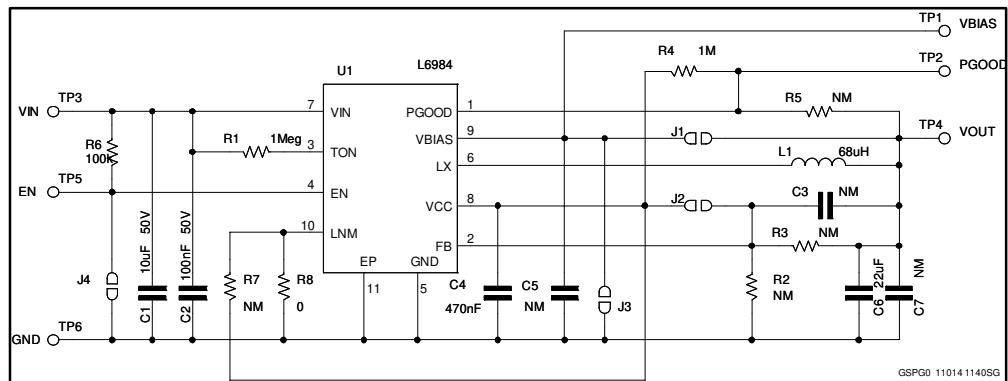 TP1 VBIAS
R4 1M
TP2 PGOOD
U1 L6984
VIN TP3
7 VIN
PGOOD 1
R5 NM
R6 100k
R1 1Meg
3 TON
VBIAS 9
J1
TP4 VOUT
LX 6
L1 68uH
EN TP5
4 EN
VCC 8
J2
C3 NM
10 LNM
FB 2
R3 NM
EP
GND
11
5
J4
C1 10uF 50V
C2 100nF 50V
R7 NM
R8 0
C4 470nF
C5 NM
J3
R2 NM
C6 22uF
C7 NM
GND TP6
GSPG0 11014 1140SG